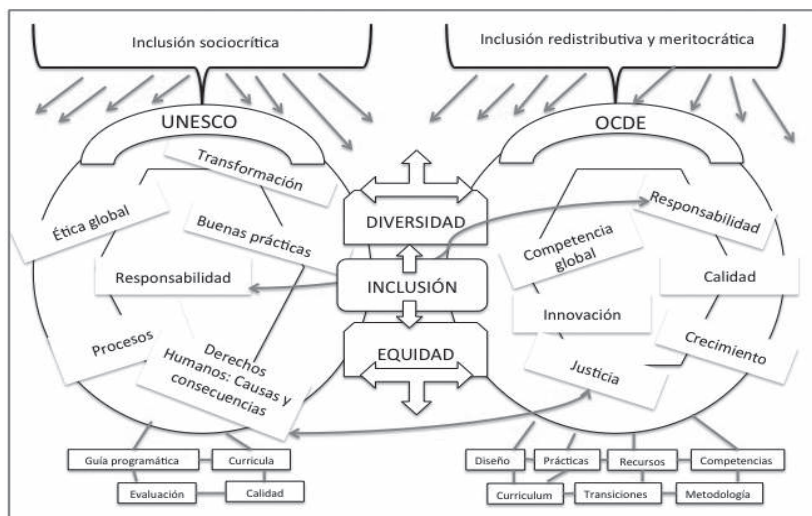 Inclusión sociocrítica
Inclusión redistributiva y meritocrática
UNESCO
OCDE
Transformación
Ética global
Buenas prácticas
Responsabilidad
Procesos
Derechos
Humanos: Causas y
consecuencias
DIVERSIDAD
INCLUSIÓN
EQUIDAD
Responsabilidad
Competencia
global
Calidad
Innovación
Crecimiento
Justicia
Guía programática
Curricula
Evaluación
Calidad
Diseño
Prácticas
Recursos
Competencias
Curriculum
Transiciones
Metodología